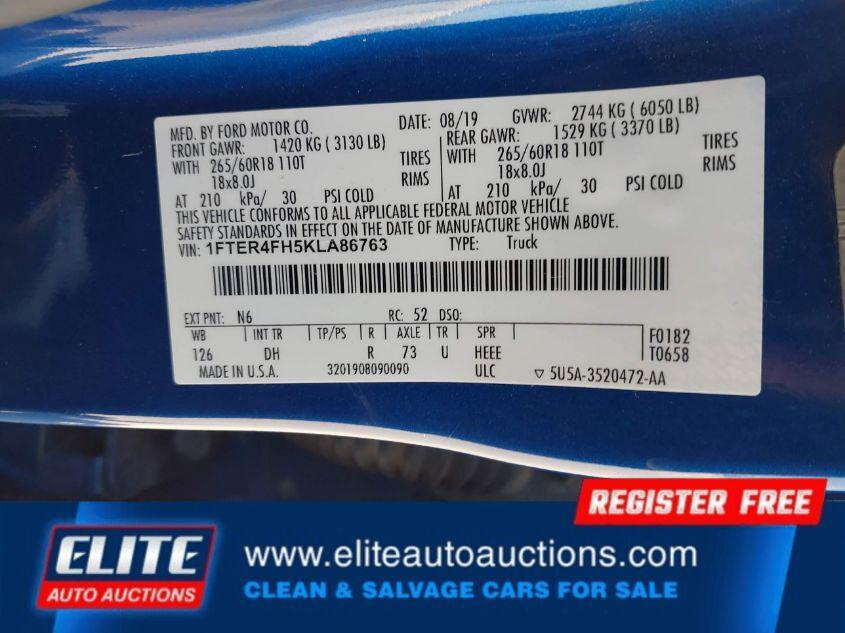 MFD. BY FORD MOTOR CO. DATE: 08/19 GVWR: 2744 KG ( 6050 LB)
FRONT GAWR: 1420 KG ( 3130 LB) REAR GAWR: 1529 KG ( 3370 LB)
WITH 265/60R18 110T TIRES WITH 265/60R18 110T TIRES
18x8.0J RIMS 18x8.0J RIMS
AT 210 kPa/ 30 PSI COLD AT 210 kPa/ 30 PSI COLD
THIS VEHICLE CONFORMS TO ALL APPLICABLE FEDERAL MOTOR VEHICLE
SAFETY STANDARDS IN EFFECT ON THE DATE OF MANUFACTURE SHOWN ABOVE.
VIN: 1FTER4FH5KLA86763 TYPE: Truck
EXT PNT: N6 RC: 52 DSO:
WB INT TR TP/PS R AXLE TR SPR F0182
126 DH R 73 U HEEE T0658
MADE IN U.S.A. 3201908090090 ULC ▽ 5U5A-3520472-AA
REGISTER FREE
ELITE
AUTO AUCTIONS
www.eliteautoauctions.com
CLEAN & SALVAGE CARS FOR SALE